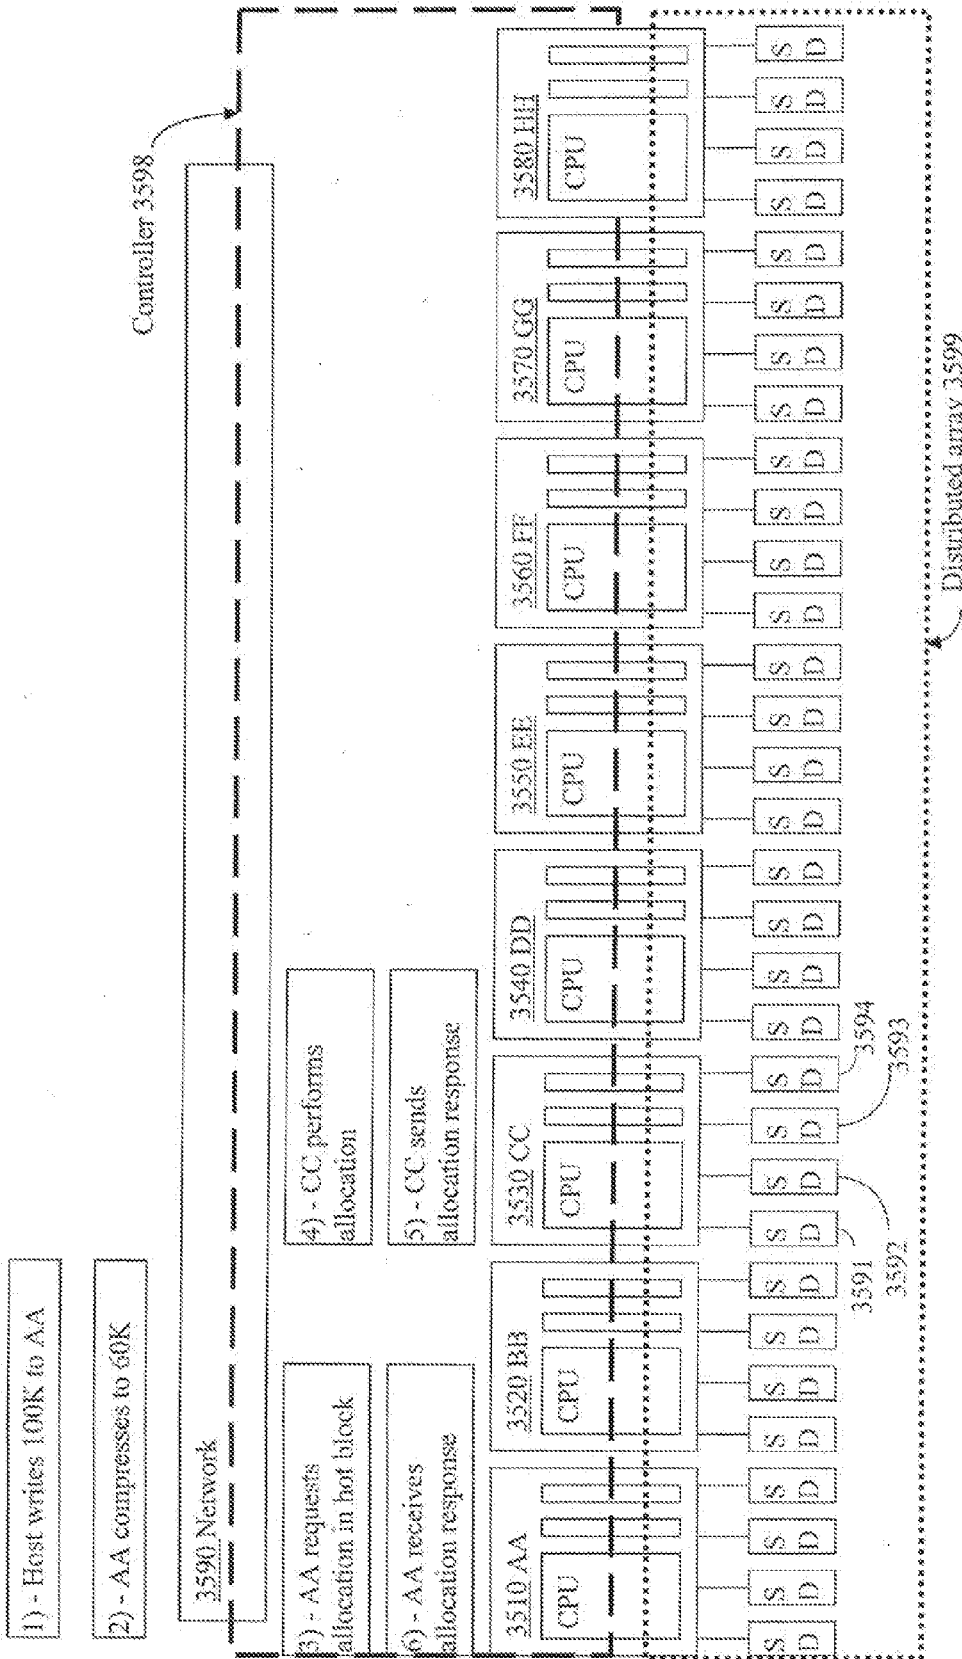 1) - Host writes 100K to AA
2) - AA compresses to 60K
Controller 3598
3590 Network
3) - AA requests
allocation in hot block
4) - CC performs
allocation
6) - AA receives
allocation response
5) - CC sends
allocation response
3510 AA
CPU
3520 BB
CPU
3530 CC
CPU
3540 DD
CPU
3550 EE
CPU
3560 FF
CPU
3570 GG
CPU
3580 HH
CPU
S S S S S S S S S S S S S S S S S S S S S S S S S S S S S S S S
D D D D D D D D D D D D D D D D D D D D D D D D D D D D D D D D
3591
3592
3593
3594
Distributed array 3599